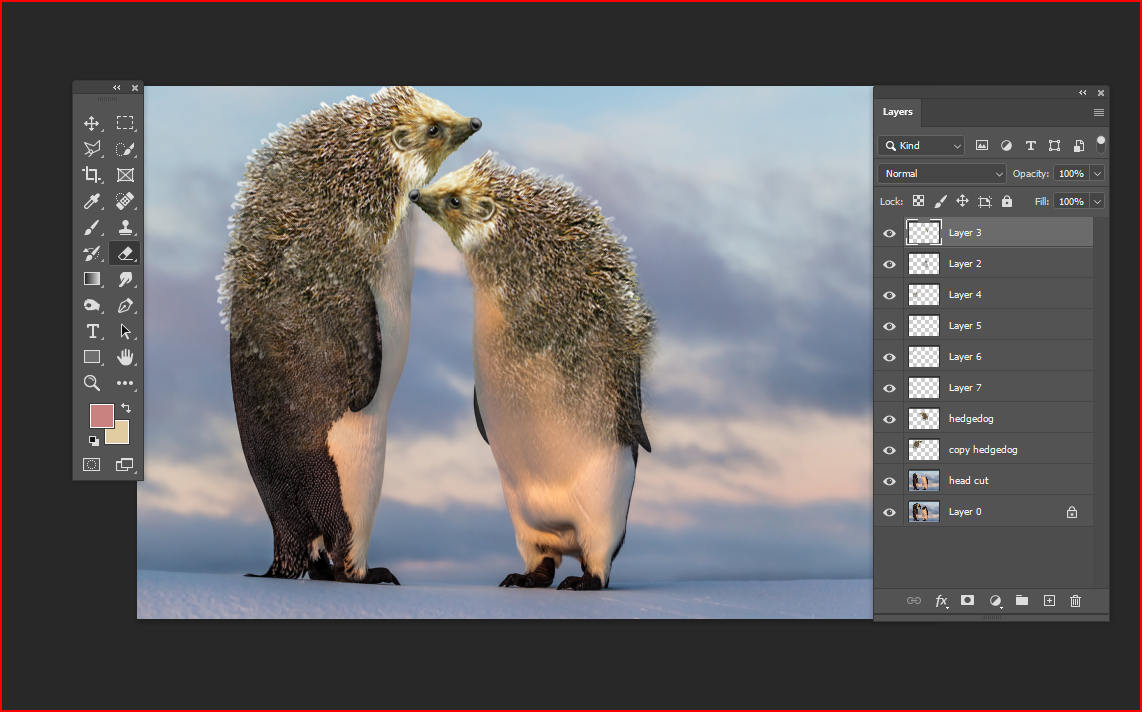 Layers
Kind
Normal
Opacity: 100%
Lock:
Fill: 100%
Layer 3
Layer 2
Layer 4
Layer 5
Layer 6
Layer 7
hedgedog
copy hedgedog
head cut
Layer 0